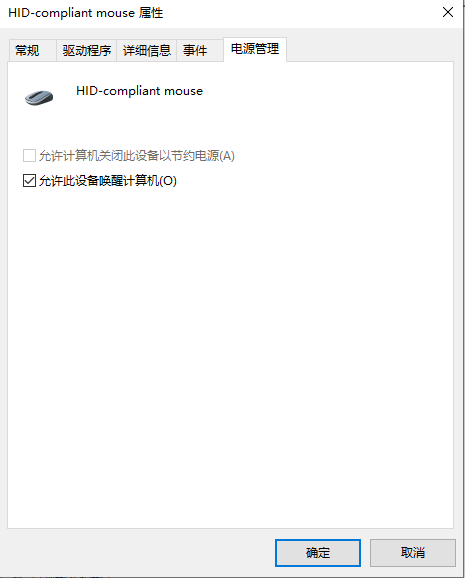 HID-compliant mouse 属性
常规 驱动程序 详细信息 事件 电源管理
HID-compliant mouse
允许计算机关闭此设备以节约电源(A)
允许此设备唤醒计算机(O)
确定 取消